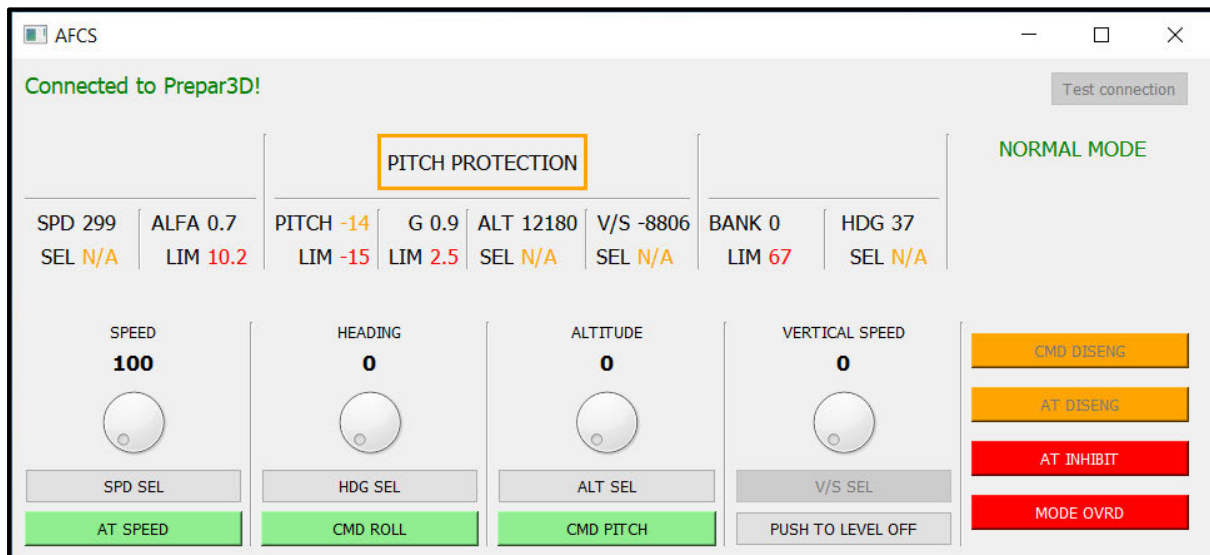 AFCS
Connected to Prepar3D!
Test connection
PITCH PROTECTION
NORMAL MODE
SPD 299 ALFA 0.7 PITCH -14 G 0.9 ALT 12180 V/S -8806 BANK 0 HDG 37
SEL N/A LIM 10.2 LIM -15 LIM 2.5 SEL N/A SEL N/A LIM 67 SEL N/A
SPEED HEADING ALTITUDE VERTICAL SPEED
100 0 0 0
CMD DISENG
AT DISENG
AT INHIBIT
SPD SEL HDG SEL ALT SEL V/S SEL
MODE OVRD
AT SPEED CMD ROLL CMD PITCH PUSH TO LEVEL OFF